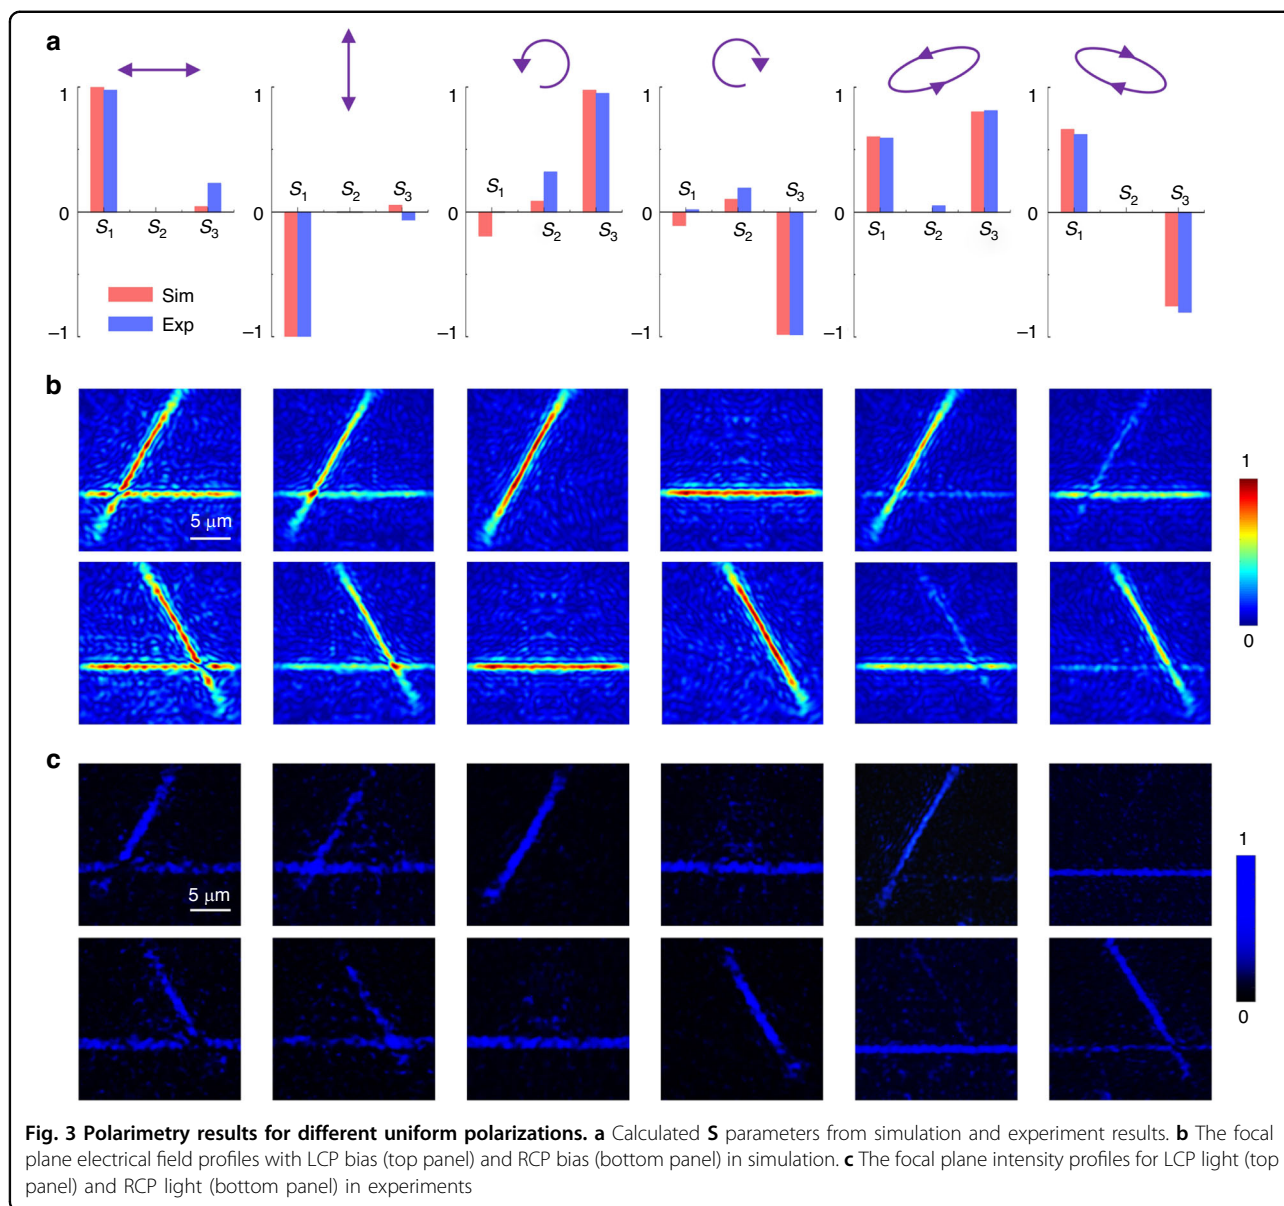 a
1
0
–1
S1
S2
S3
Sim
Exp
1
0
–1
S1
S2
S3
1
0
–1
S1
S2
S3
1
0
–1
S1
S2
S3
1
0
–1
S1
S2
S3
1
0
–1
S1
S2
S3
b
5 μm
1
0
c
5 μm
1
0
Fig. 3 Polarimetry results for different uniform polarizations. a Calculated S parameters from simulation and experiment results. b The focal
plane electrical field profiles with LCP bias (top panel) and RCP bias (bottom panel) in simulation. c The focal plane intensity profiles for LCP light (top
panel) and RCP light (bottom panel) in experiments